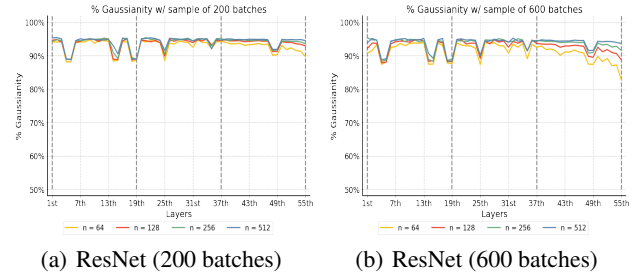 % Gaussianity w/ sample of 200 batches
100%
90%
80%
70%
60%
50%
% Gaussianity
1st 7th 13th 19th 25th 31st 37th 43th 49th 55th
Layers
n = 64 n = 128 n = 256 n = 512
(a) ResNet (200 batches)
% Gaussianity w/ sample of 600 batches
100%
90%
80%
70%
60%
50%
% Gaussianity
1st 7th 13th 19th 25th 31st 37th 43th 49th 55th
Layers
n = 64 n = 128 n = 256 n = 512
(b) ResNet (600 batches)